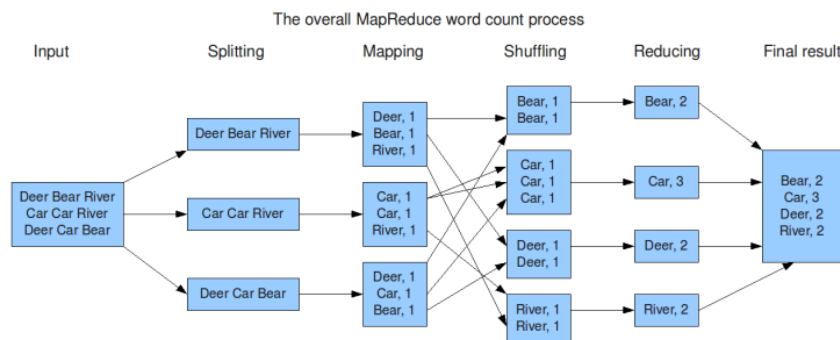 The overall MapReduce word count process
Input
Splitting
Mapping
Shuffling
Reducing
Final result
Deer Bear River
Car Car River
Deer Car Bear
Deer Bear River
Car Car River
Deer Car Bear
Deer, 1
Bear, 1
River, 1
Car, 1
Car, 1
River, 1
Deer, 1
Car, 1
Bear, 1
Bear, 1
Bear, 1
Car, 1
Car, 1
Car, 1
Deer, 1
Deer, 1
River, 1
River, 1
Bear, 2
Car, 3
Deer, 2
River, 2
Bear, 2
Car, 3
Deer, 2
River, 2